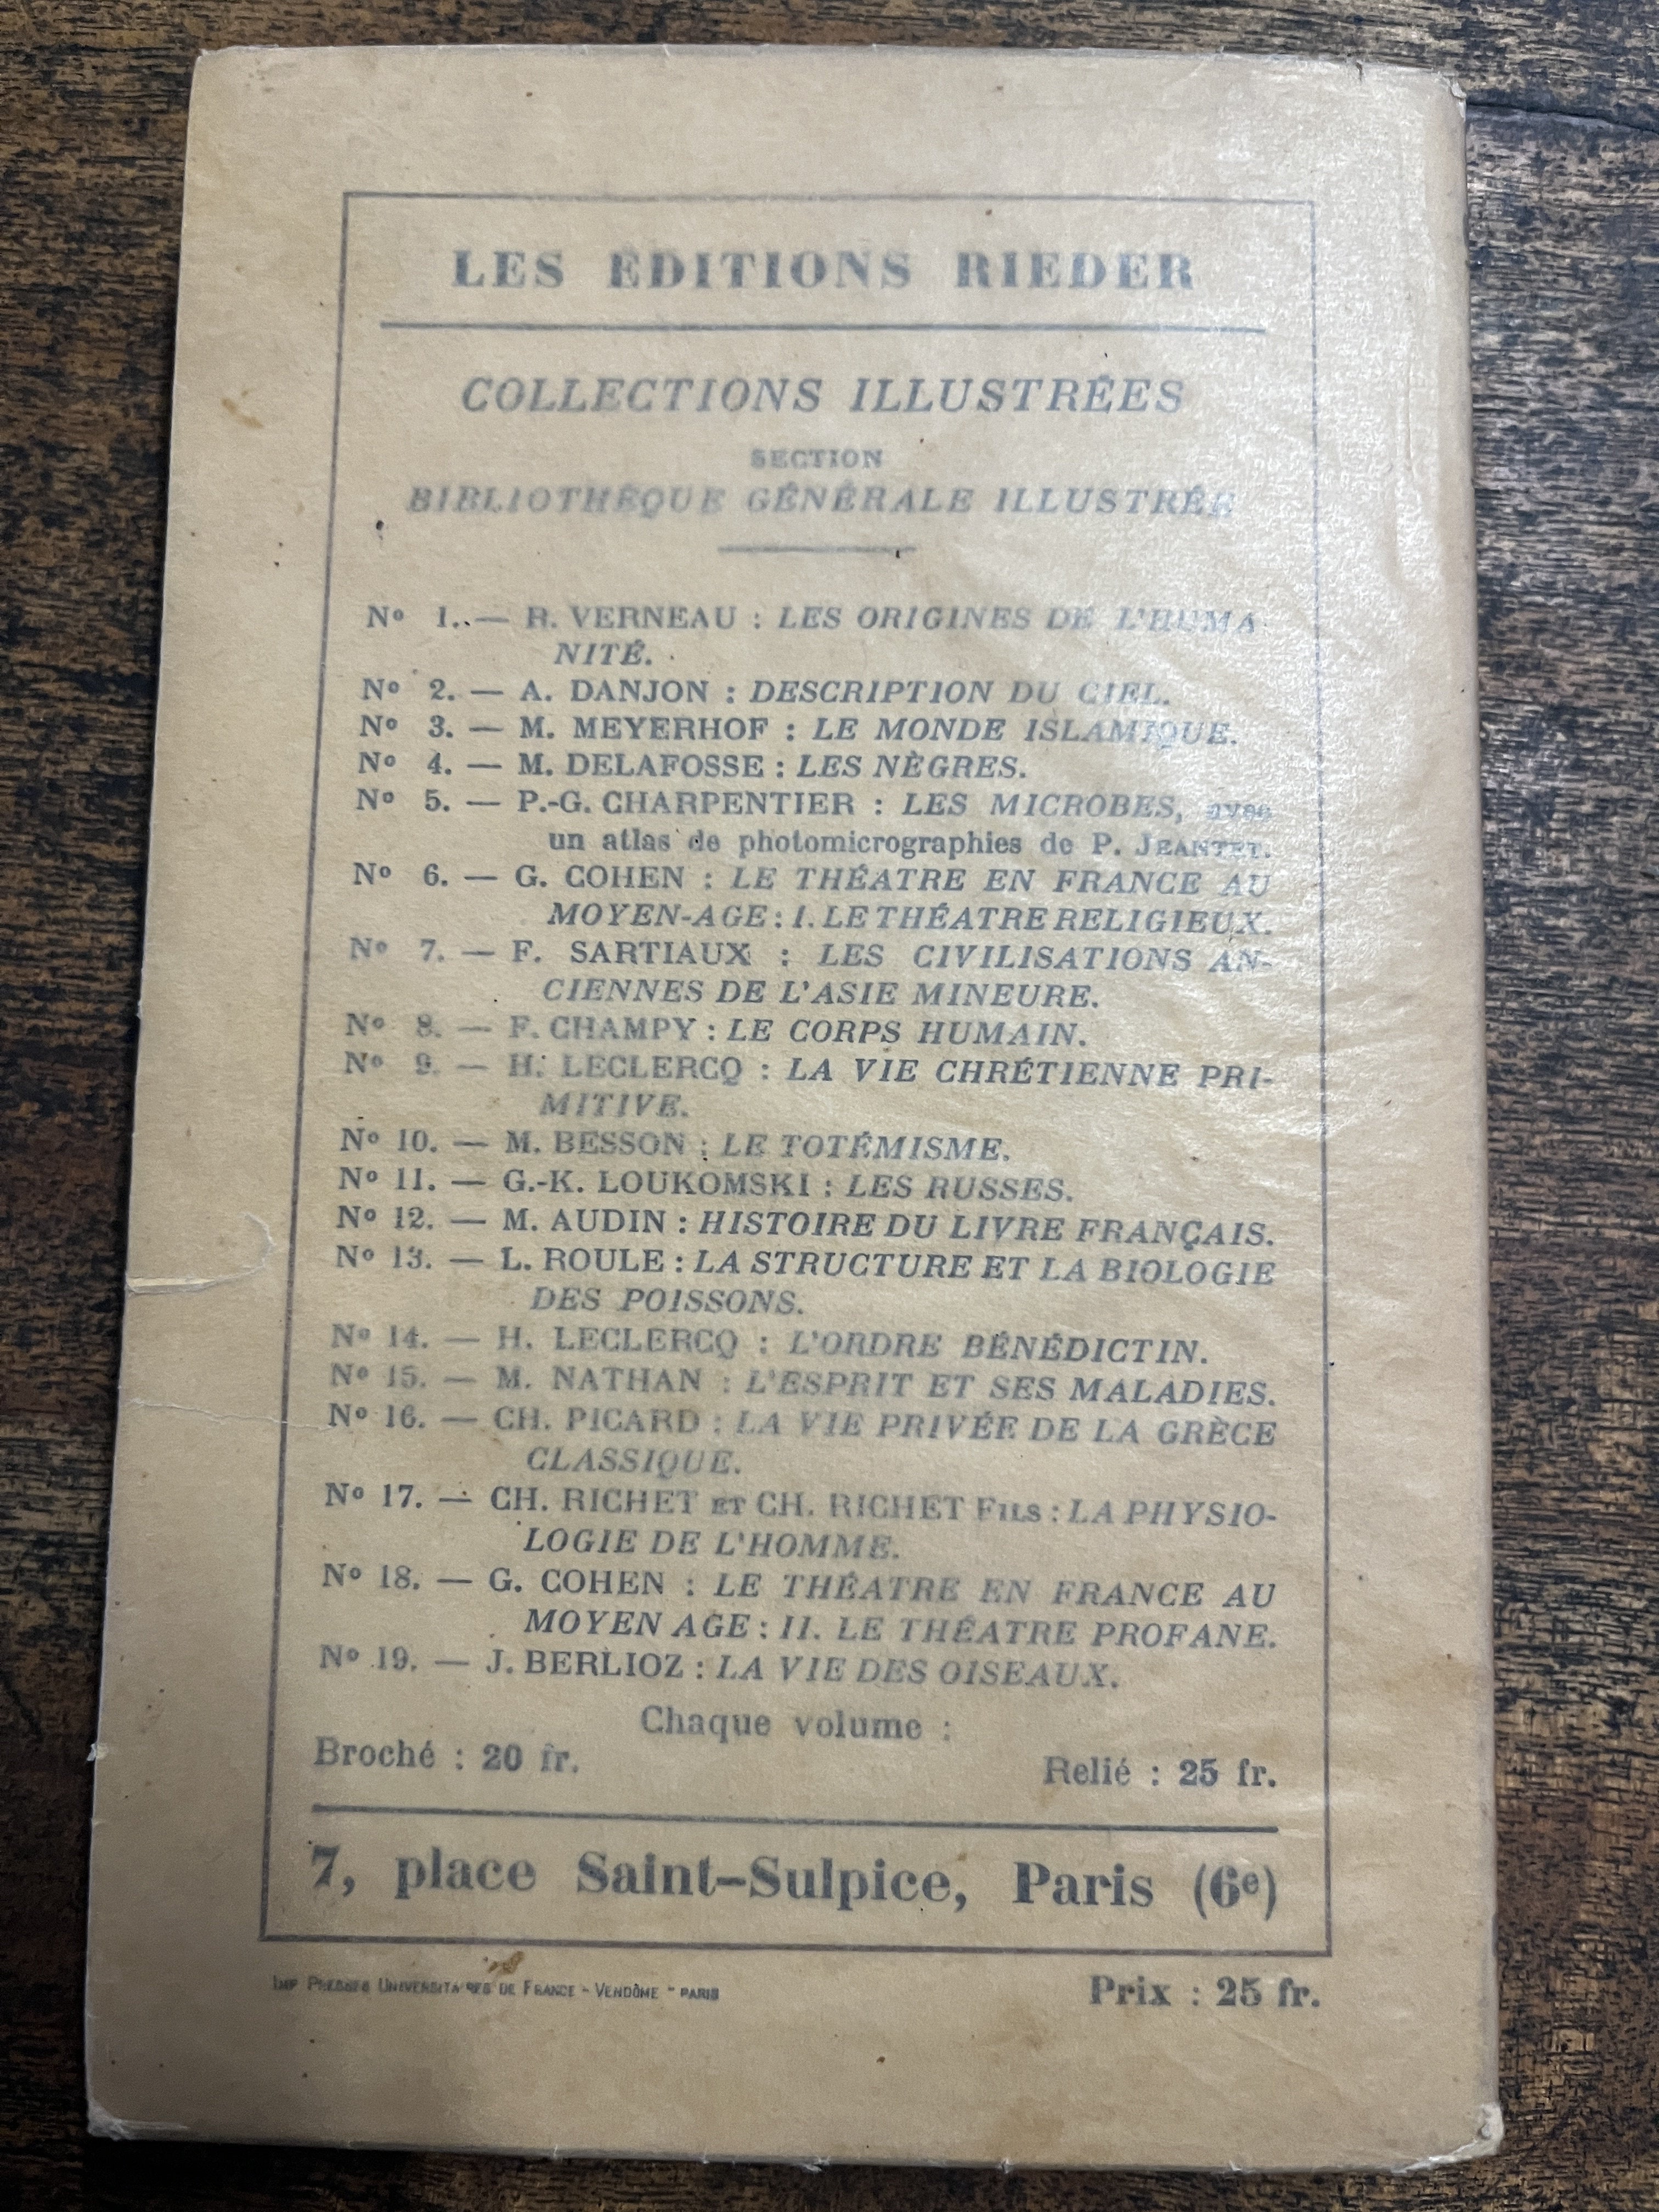 LES ÉDITIONS RIEDER
COLLECTIONS ILLUSTRÉES
SECTION
BIBLIOTHÈQUE GÉNÉRALE ILLUSTRÉE
Nº 1. — R. VERNEAU : LES ORIGINES DE L'HUMA-
NITÉ.
Nº 2. — A. DANJON : DESCRIPTION DU CIEL.
Nº 3. — M. MEYERHOF : LE MONDE ISLAMIQUE.
Nº 4. — M. DELAFOSSE : LES NÈGRES.
Nº 5. — P.-G. CHARPENTIER : LES MICROBES, avec
un atlas de photomicrographies de P. JEANTET.
Nº 6. — G. COHEN : LE THÉATRE EN FRANCE AU
MOYEN-AGE : I. LE THÉATRE RELIGIEUX.
Nº 7. — F. SARTIAUX : LES CIVILISATIONS AN-
CIENNES DE L'ASIE MINEURE.
Nº 8. — F. CHAMPY : LE CORPS HUMAIN.
Nº 9. — H. LECLERCQ : LA VIE CHRÉTIENNE PRI-
MITIVE.
Nº 10. — M. BESSON : LE TOTÉMISME.
Nº 11. — G.-K. LOUKOMSKI : LES RUSSES.
Nº 12. — M. AUDIN : HISTOIRE DU LIVRE FRANÇAIS.
Nº 13. — L. ROULE : LA STRUCTURE ET LA BIOLOGIE
DES POISSONS.
Nº 14. — H. LECLERCQ : L'ORDRE BÉNÉDICTIN.
Nº 15. — M. NATHAN : L'ESPRIT ET SES MALADIES.
Nº 16. — CH. PICARD : LA VIE PRIVÉE DE LA GRÈCE
CLASSIQUE.
Nº 17. — CH. RICHET ET CH. RICHET FILS : LA PHYSIO-
LOGIE DE L'HOMME.
Nº 18. — G. COHEN : LE THÉATRE EN FRANCE AU
MOYEN AGE : II. LE THÉATRE PROFANE.
Nº 19. — J. BERLIOZ : LA VIE DES OISEAUX.
Chaque volume :
Broché : 20 fr. Relié : 25 fr.
7, place Saint-Sulpice, Paris (6e)
IMP PRESSES UNIVERSITAIRES DE FRANCE - VENDÔME - PARIS
Prix : 25 fr.